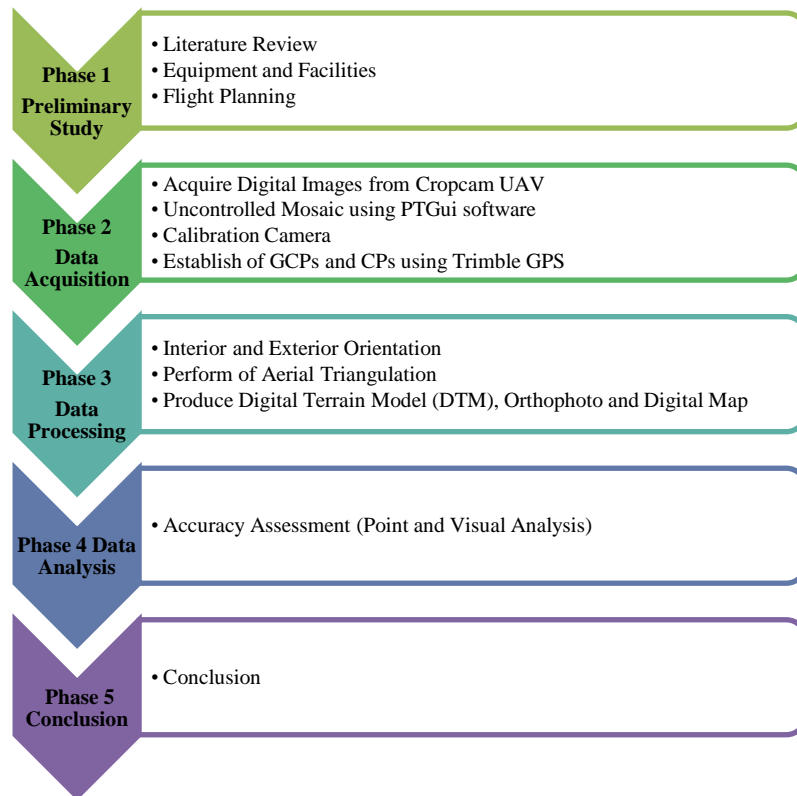 Phase 1
Preliminary
Study
• Literature Review
• Equipment and Facilities
• Flight Planning
Phase 2
Data
Acquisition
• Acquire Digital Images from Cropcam UAV
• Uncontrolled Mosaic using PTGui software
• Calibration Camera
• Establish of GCPs and CPs using Trimble GPS
Phase 3
Data
Processing
• Interior and Exterior Orientation
• Perform of Aerial Triangulation
• Produce Digital Terrain Model (DTM), Orthophoto and Digital Map
Phase 4 Data
Analysis
• Accuracy Assessment (Point and Visual Analysis)
Phase 5
Conclusion
• Conclusion